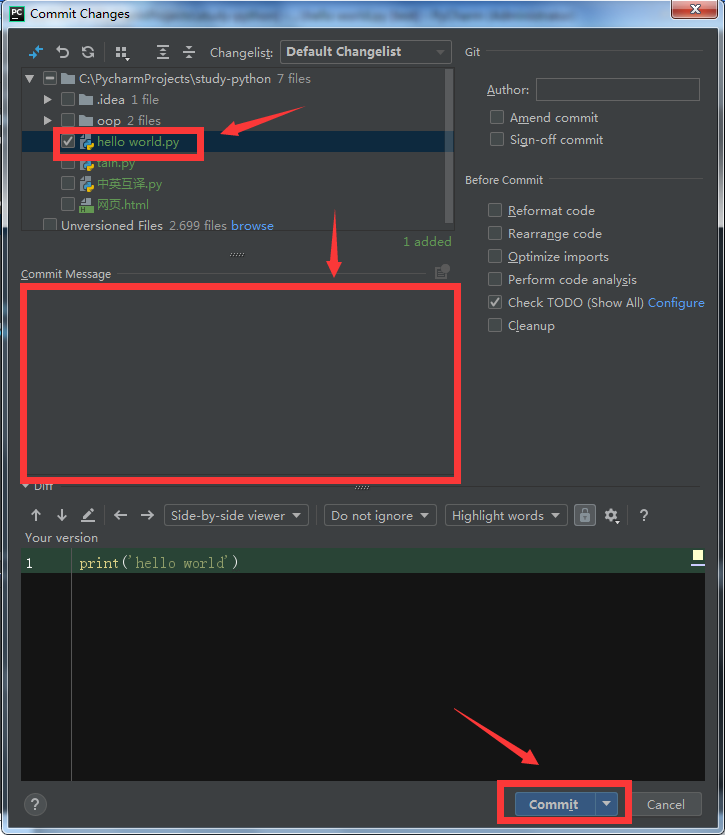 PC Commit Changes
Changelist: Default Changelist
Git
C:\PycharmProjects\study-python 7 files
.idea 1 file
oop 2 files
hello world.py
中英互译.py
网页.html
Unversioned Files 2,699 files browse
1 added
Author:
Amend commit
Sign-off commit
Before Commit
Reformat code
Rearrange code
Optimize imports
Perform code analysis
Check TODO (Show All) Configure
Cleanup
Commit Message
Diff
Side-by-side viewer
Do not ignore
Highlight words
?
Your version
1 print('hello world')
?
Commit
Cancel